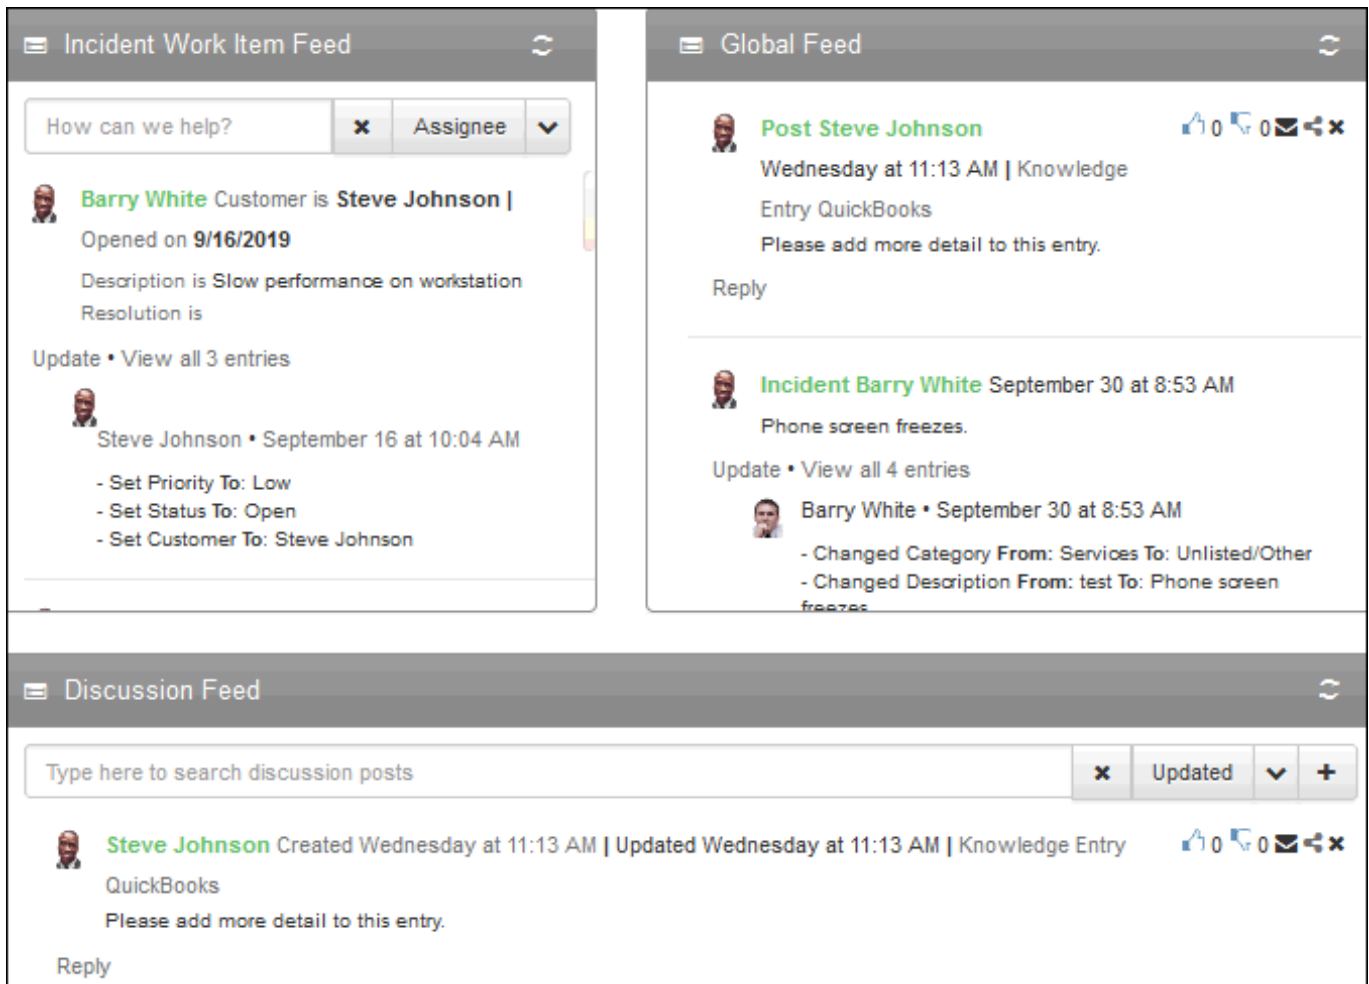 Incident Work Item Feed
How can we help?
Assignee
Barry White Customer is Steve Johnson |
Opened on 9/16/2019
Description is Slow performance on workstation
Resolution is
Update • View all 3 entries
Steve Johnson • September 16 at 10:04 AM
- Set Priority To: Low
- Set Status To: Open
- Set Customer To: Steve Johnson
Global Feed
Post Steve Johnson
0 0
Wednesday at 11:13 AM | Knowledge
Entry QuickBooks
Please add more detail to this entry.
Reply
Incident Barry White September 30 at 8:53 AM
Phone screen freezes.
Update • View all 4 entries
Barry White • September 30 at 8:53 AM
- Changed Category From: Services To: Unlisted/Other
- Changed Description From: test To: Phone screen
freezes
Discussion Feed
Type here to search discussion posts
Updated
Steve Johnson Created Wednesday at 11:13 AM | Updated Wednesday at 11:13 AM | Knowledge Entry
0 0
QuickBooks
Please add more detail to this entry.
Reply